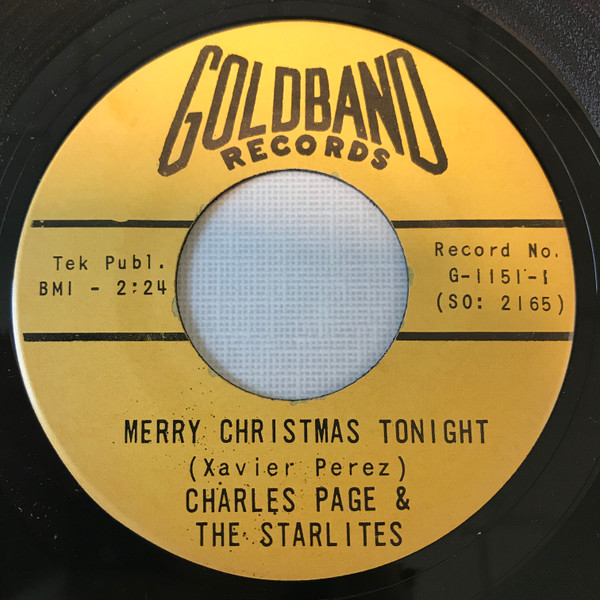 GOLDBAND
RECORDS
Tek Publ.
BMI - 2:24
Record No.
G-1151-1
(SO: 2165)
MERRY CHRISTMAS TONIGHT
(Xavier Perez)
CHARLES PAGE &
THE STARLITES